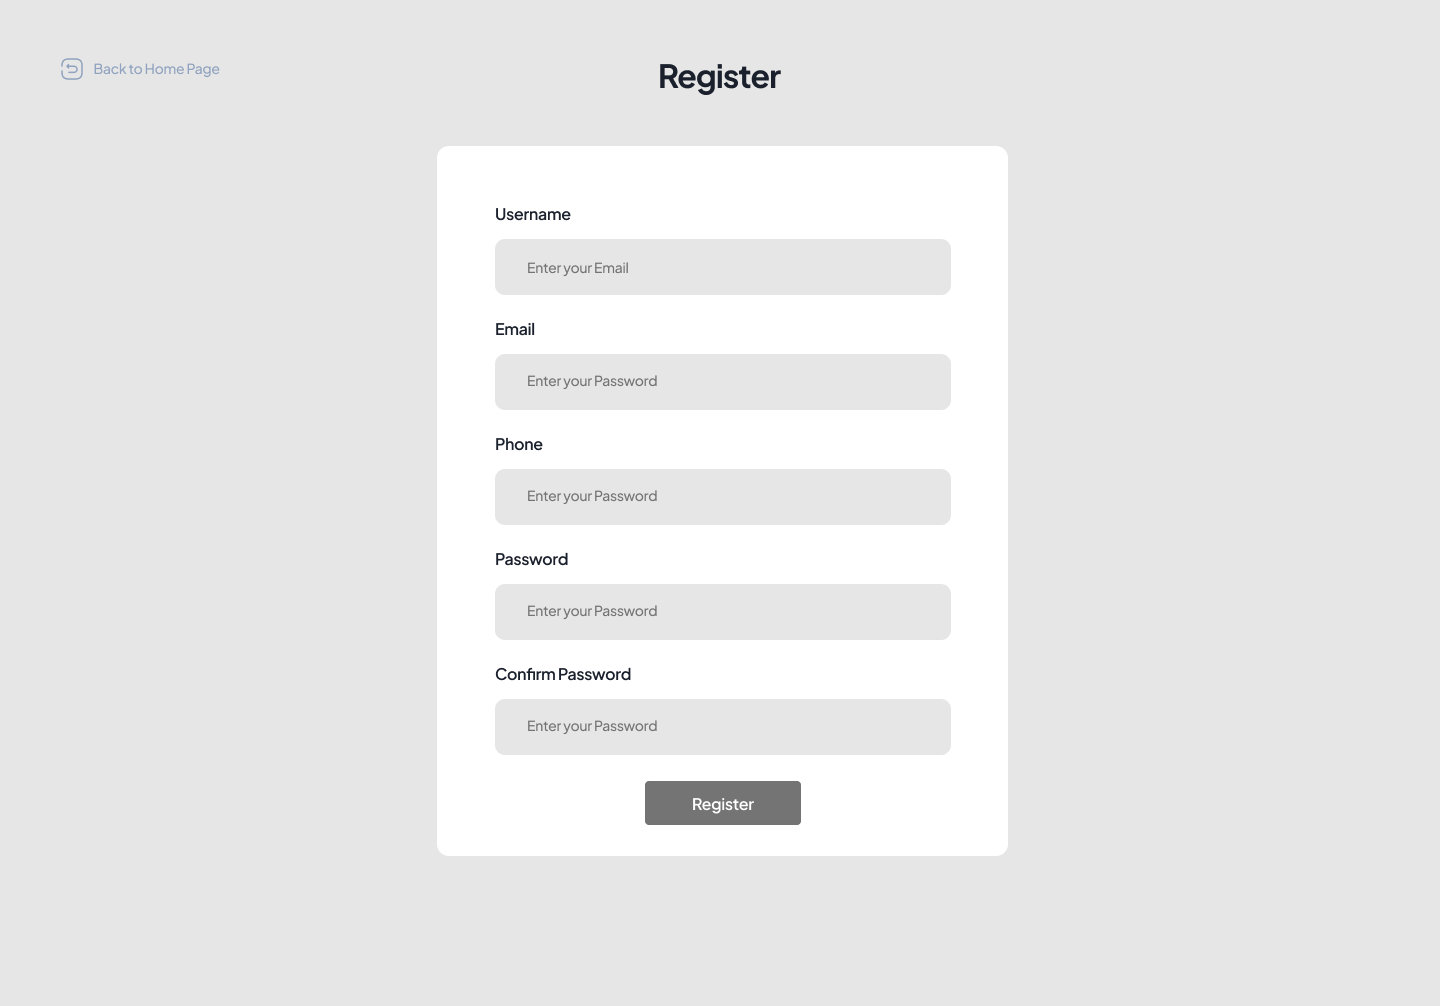 Back to Home Page
Register
Username
Enter your Email
Email
Enter your Password
Phone
Enter your Password
Password
Enter your Password
Confirm Password
Enter your Password
Register